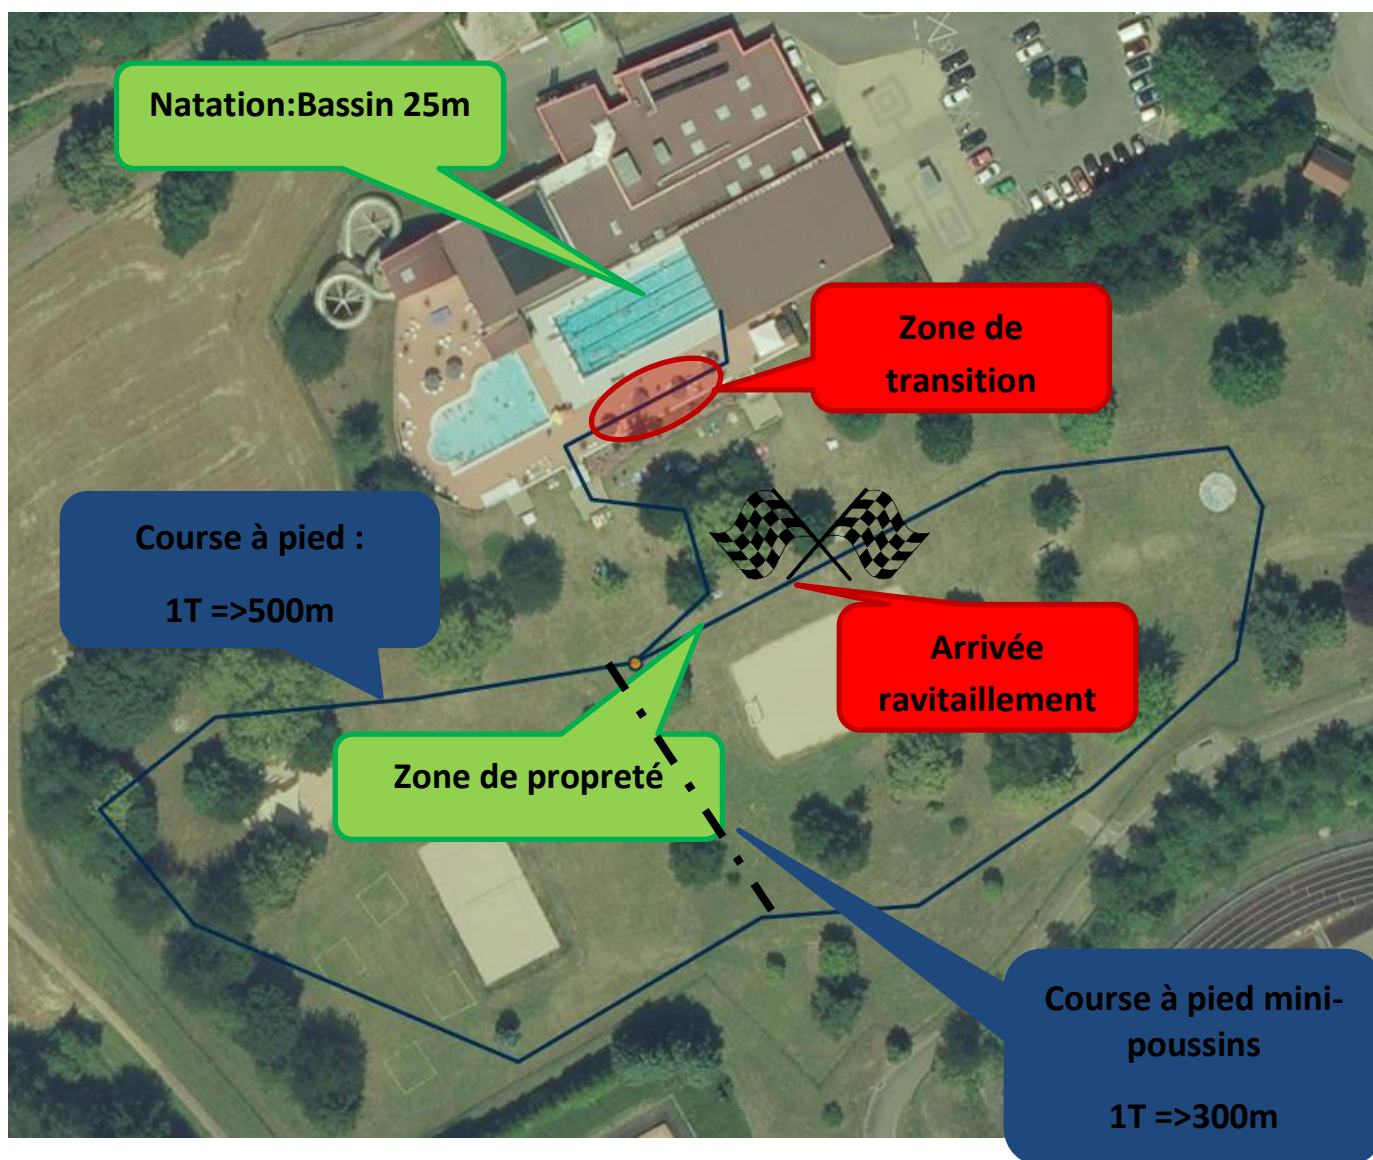 Natation:Bassin 25m
Zone de
transition
Course à pied :
1T =>500m
Arrivée
ravitaillement
Zone de propreté
Course à pied mini-
poussins
1T =>300m